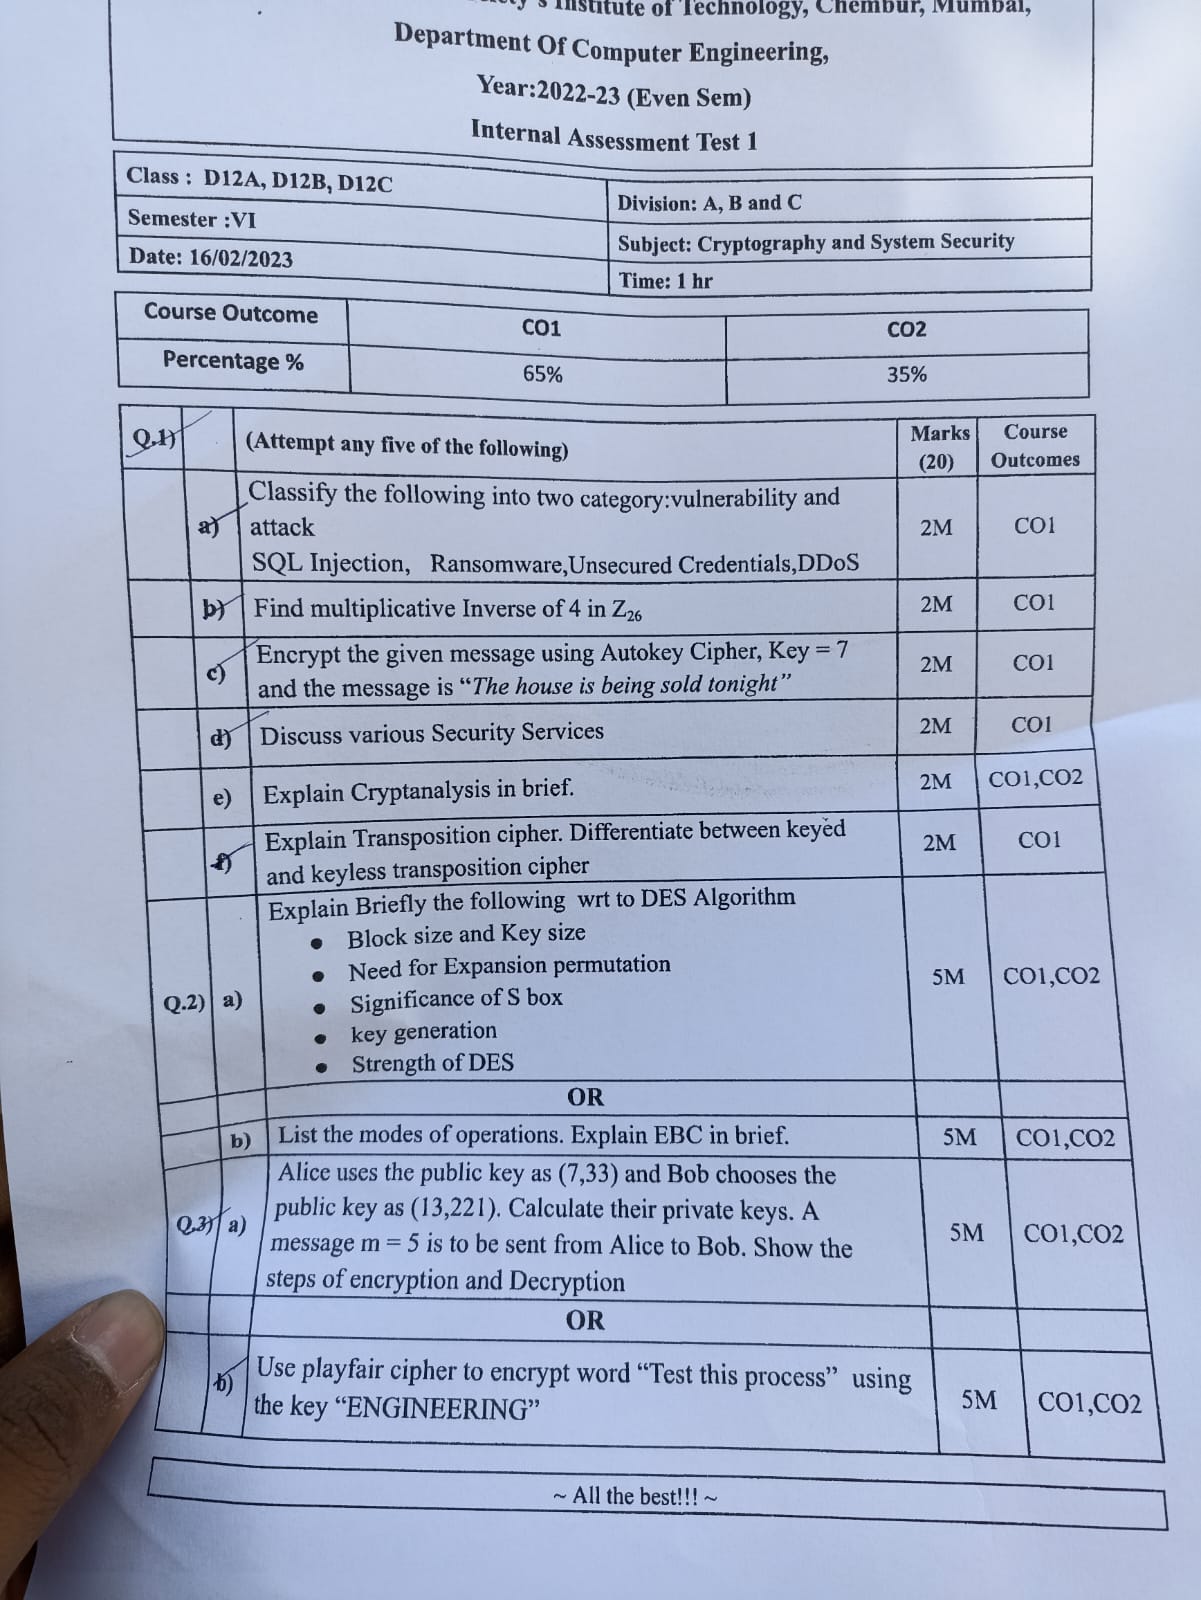 's Institute of Technology, Chembur, Mumbai,
Department Of Computer Engineering,
Year:2022-23 (Even Sem)
Internal Assessment Test 1
Class : D12A, D12B, D12C
Division: A, B and C
Semester :VI
Subject: Cryptography and System Security
Date: 16/02/2023
Time: 1 hr
Course Outcome CO1 CO2
Percentage % 65% 35%
Q.1) (Attempt any five of the following) Marks (20) Course Outcomes
a) Classify the following into two category:vulnerability and
attack
SQL Injection, Ransomware,Unsecured Credentials,DDoS 2M CO1
b) Find multiplicative Inverse of 4 in Z26 2M CO1
c) Encrypt the given message using Autokey Cipher, Key = 7
and the message is “The house is being sold tonight” 2M CO1
d) Discuss various Security Services 2M CO1
e) Explain Cryptanalysis in brief. 2M CO1,CO2
f) Explain Transposition cipher. Differentiate between keyed
and keyless transposition cipher 2M CO1
Q.2) a) Explain Briefly the following wrt to DES Algorithm
● Block size and Key size
● Need for Expansion permutation
● Significance of S box
● key generation
● Strength of DES
5M CO1,CO2
OR
b) List the modes of operations. Explain EBC in brief. 5M CO1,CO2
Q.3) a) Alice uses the public key as (7,33) and Bob chooses the
public key as (13,221). Calculate their private keys. A
message m = 5 is to be sent from Alice to Bob. Show the
steps of encryption and Decryption
5M CO1,CO2
OR
b) Use playfair cipher to encrypt word “Test this process” using
the key “ENGINEERING”
5M CO1,CO2
~ All the best!!! ~